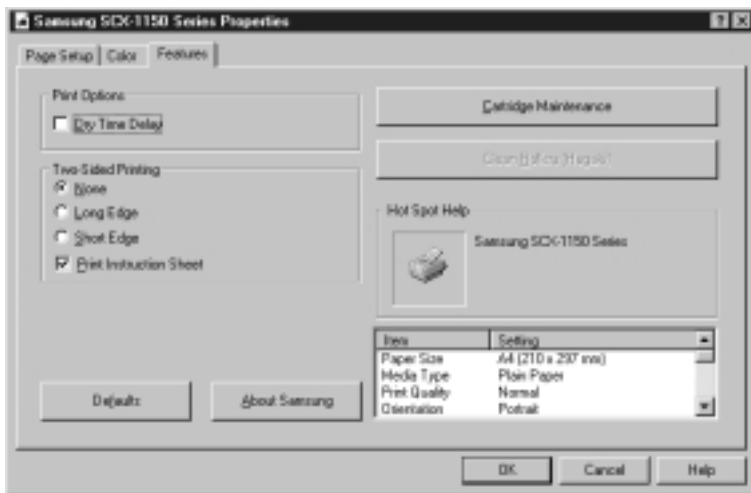 Samsung SCX-1150 Series Properties
Page Setup
Color
Features
Print Options
Dry Time Delay
Two-Sided Printing
None
Long Edge
Short Edge
Print Instruction Sheet
Defaults
About Samsung
Cartridge Maintenance
Clean
Hot Spot Help
Samsung SCX-1150 Series
Item Setting
Paper Size A4 (210 x 297 mm)
Media Type Plain Paper
Print Quality Normal
Orientation Portrait
OK
Cancel
Help